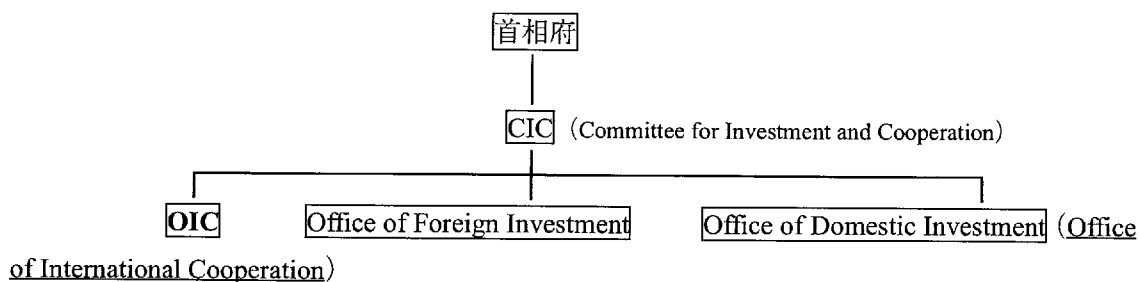 首相府
CIC (Committee for Investment and Cooperation)
OIC Office of Foreign Investment Office of Domestic Investment (Office
of International Cooperation)